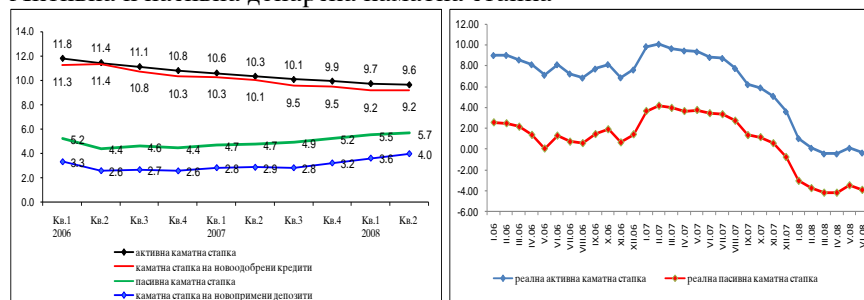 Активна и пасивна денарска каматна стапка
14.0
12.0
10.0
8.0
6.0
4.0
2.0
0.0
11.8 11.4 11.1 10.8 10.6 10.3 10.1 9.9 9.7 9.6
11.3 11.4 10.8 10.3 10.3 10.1 9.5 9.5 9.2 9.2
5.2 4.4 4.6 4.4 4.7 4.7 4.9 5.2 5.5 5.7
3.3 2.6 2.7 2.6 2.8 2.9 2.8 3.2 3.6 4.0
Кв.1 Кв.2 Кв.3 Кв.4 Кв. 1 Кв.2 Кв.3 Кв.4 Кв.1 Кв.2
2006 2007 2008
активна каматна стапка
каматна стапка на новоодобрени кредити
пасивна каматна стапка
каматна стапка на новопримени депозити
12.00
10.00
8.00
6.00
4.00
2.00
0.00
-2.00
-4.00
-6.00
I.06 II.06 III.06 IV.06 V.06 VI.06 VII.06 VIII.06 IX.06 X.06 XI.06 XII.06 I.07 II.07 III.07 IV.07 V.07 VI.07 VII.07 VIII.07 IX.07 X.07 XI.07 XII.07 I.08 II.08 III.08 IV.08 V.08 VI.08
реална активна каматна стапка реална пасивна каматна стапка